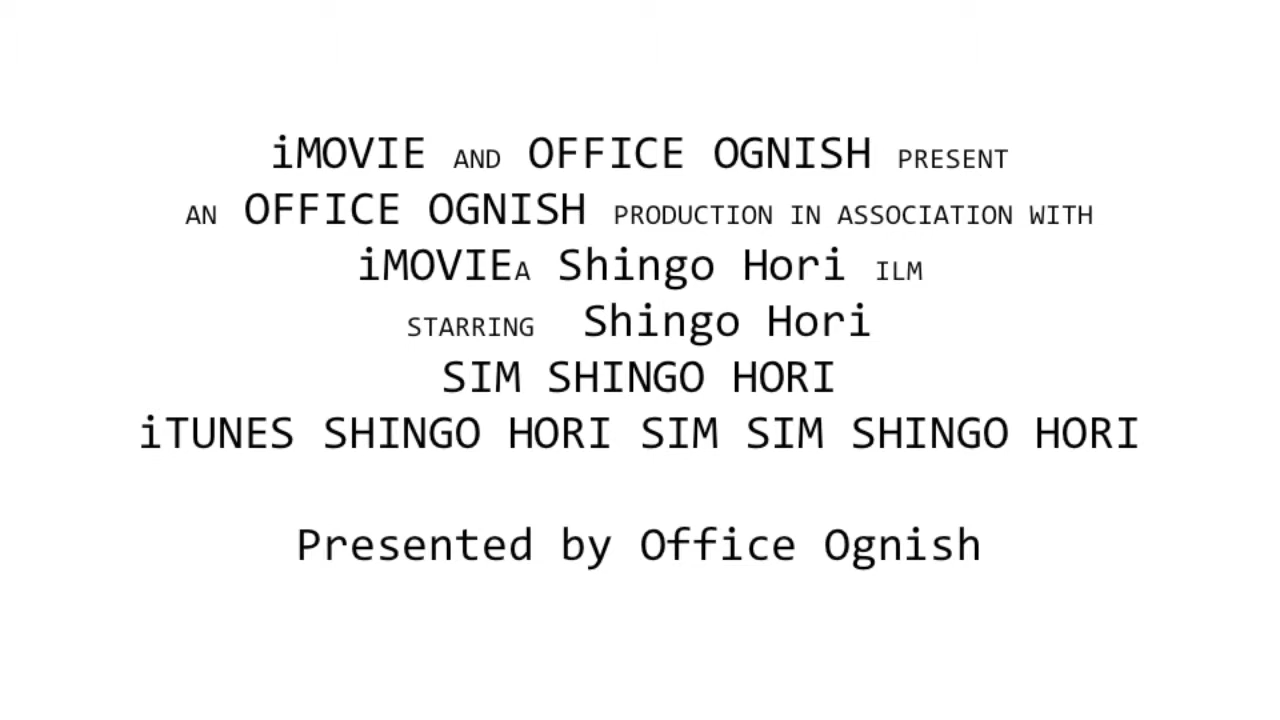 iMOVIE AND OFFICE OGNISH PRESENT
AN OFFICE OGNISH PRODUCTION IN ASSOCIATION WITH
iMOVIEA Shingo Hori ILM
STARRING Shingo Hori
SIM SHINGO HORI
iTUNES SHINGO HORI SIM SIM SHINGO HORI
Presented by Office Ognish